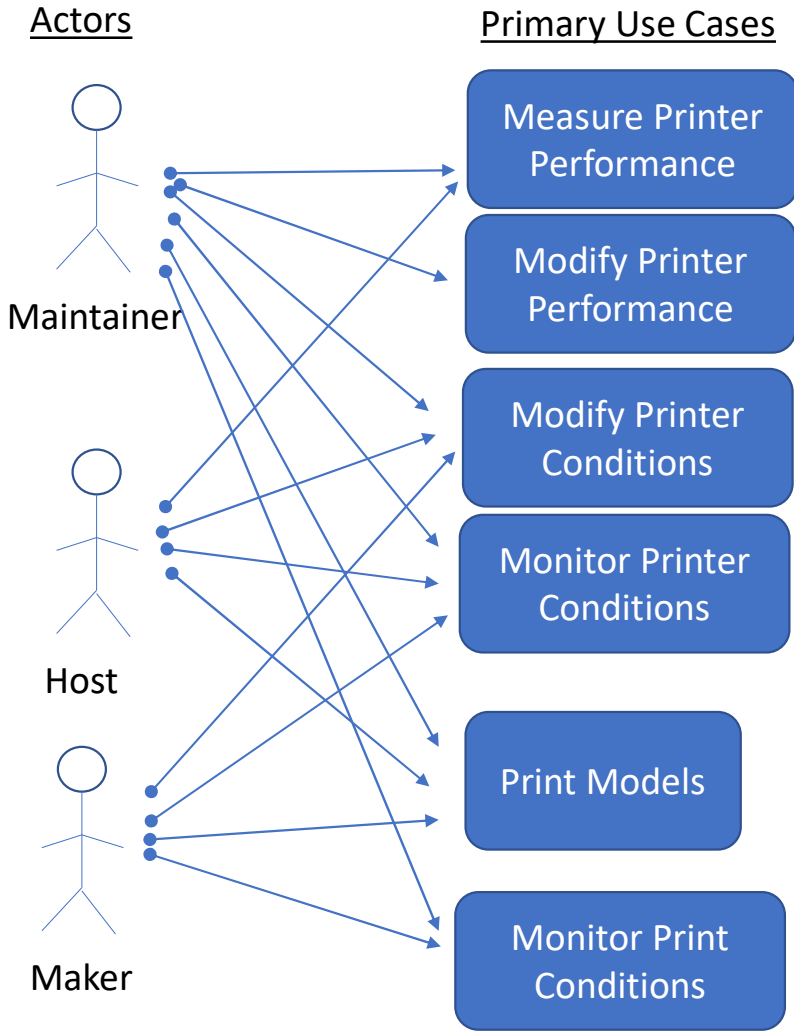 Actors
Primary Use Cases
Measure Printer
Performance
Modify Printer
Performance
Maintainer
Modify Printer
Conditions
Monitor Printer
Conditions
Host
Print Models
Monitor Print
Conditions
Maker